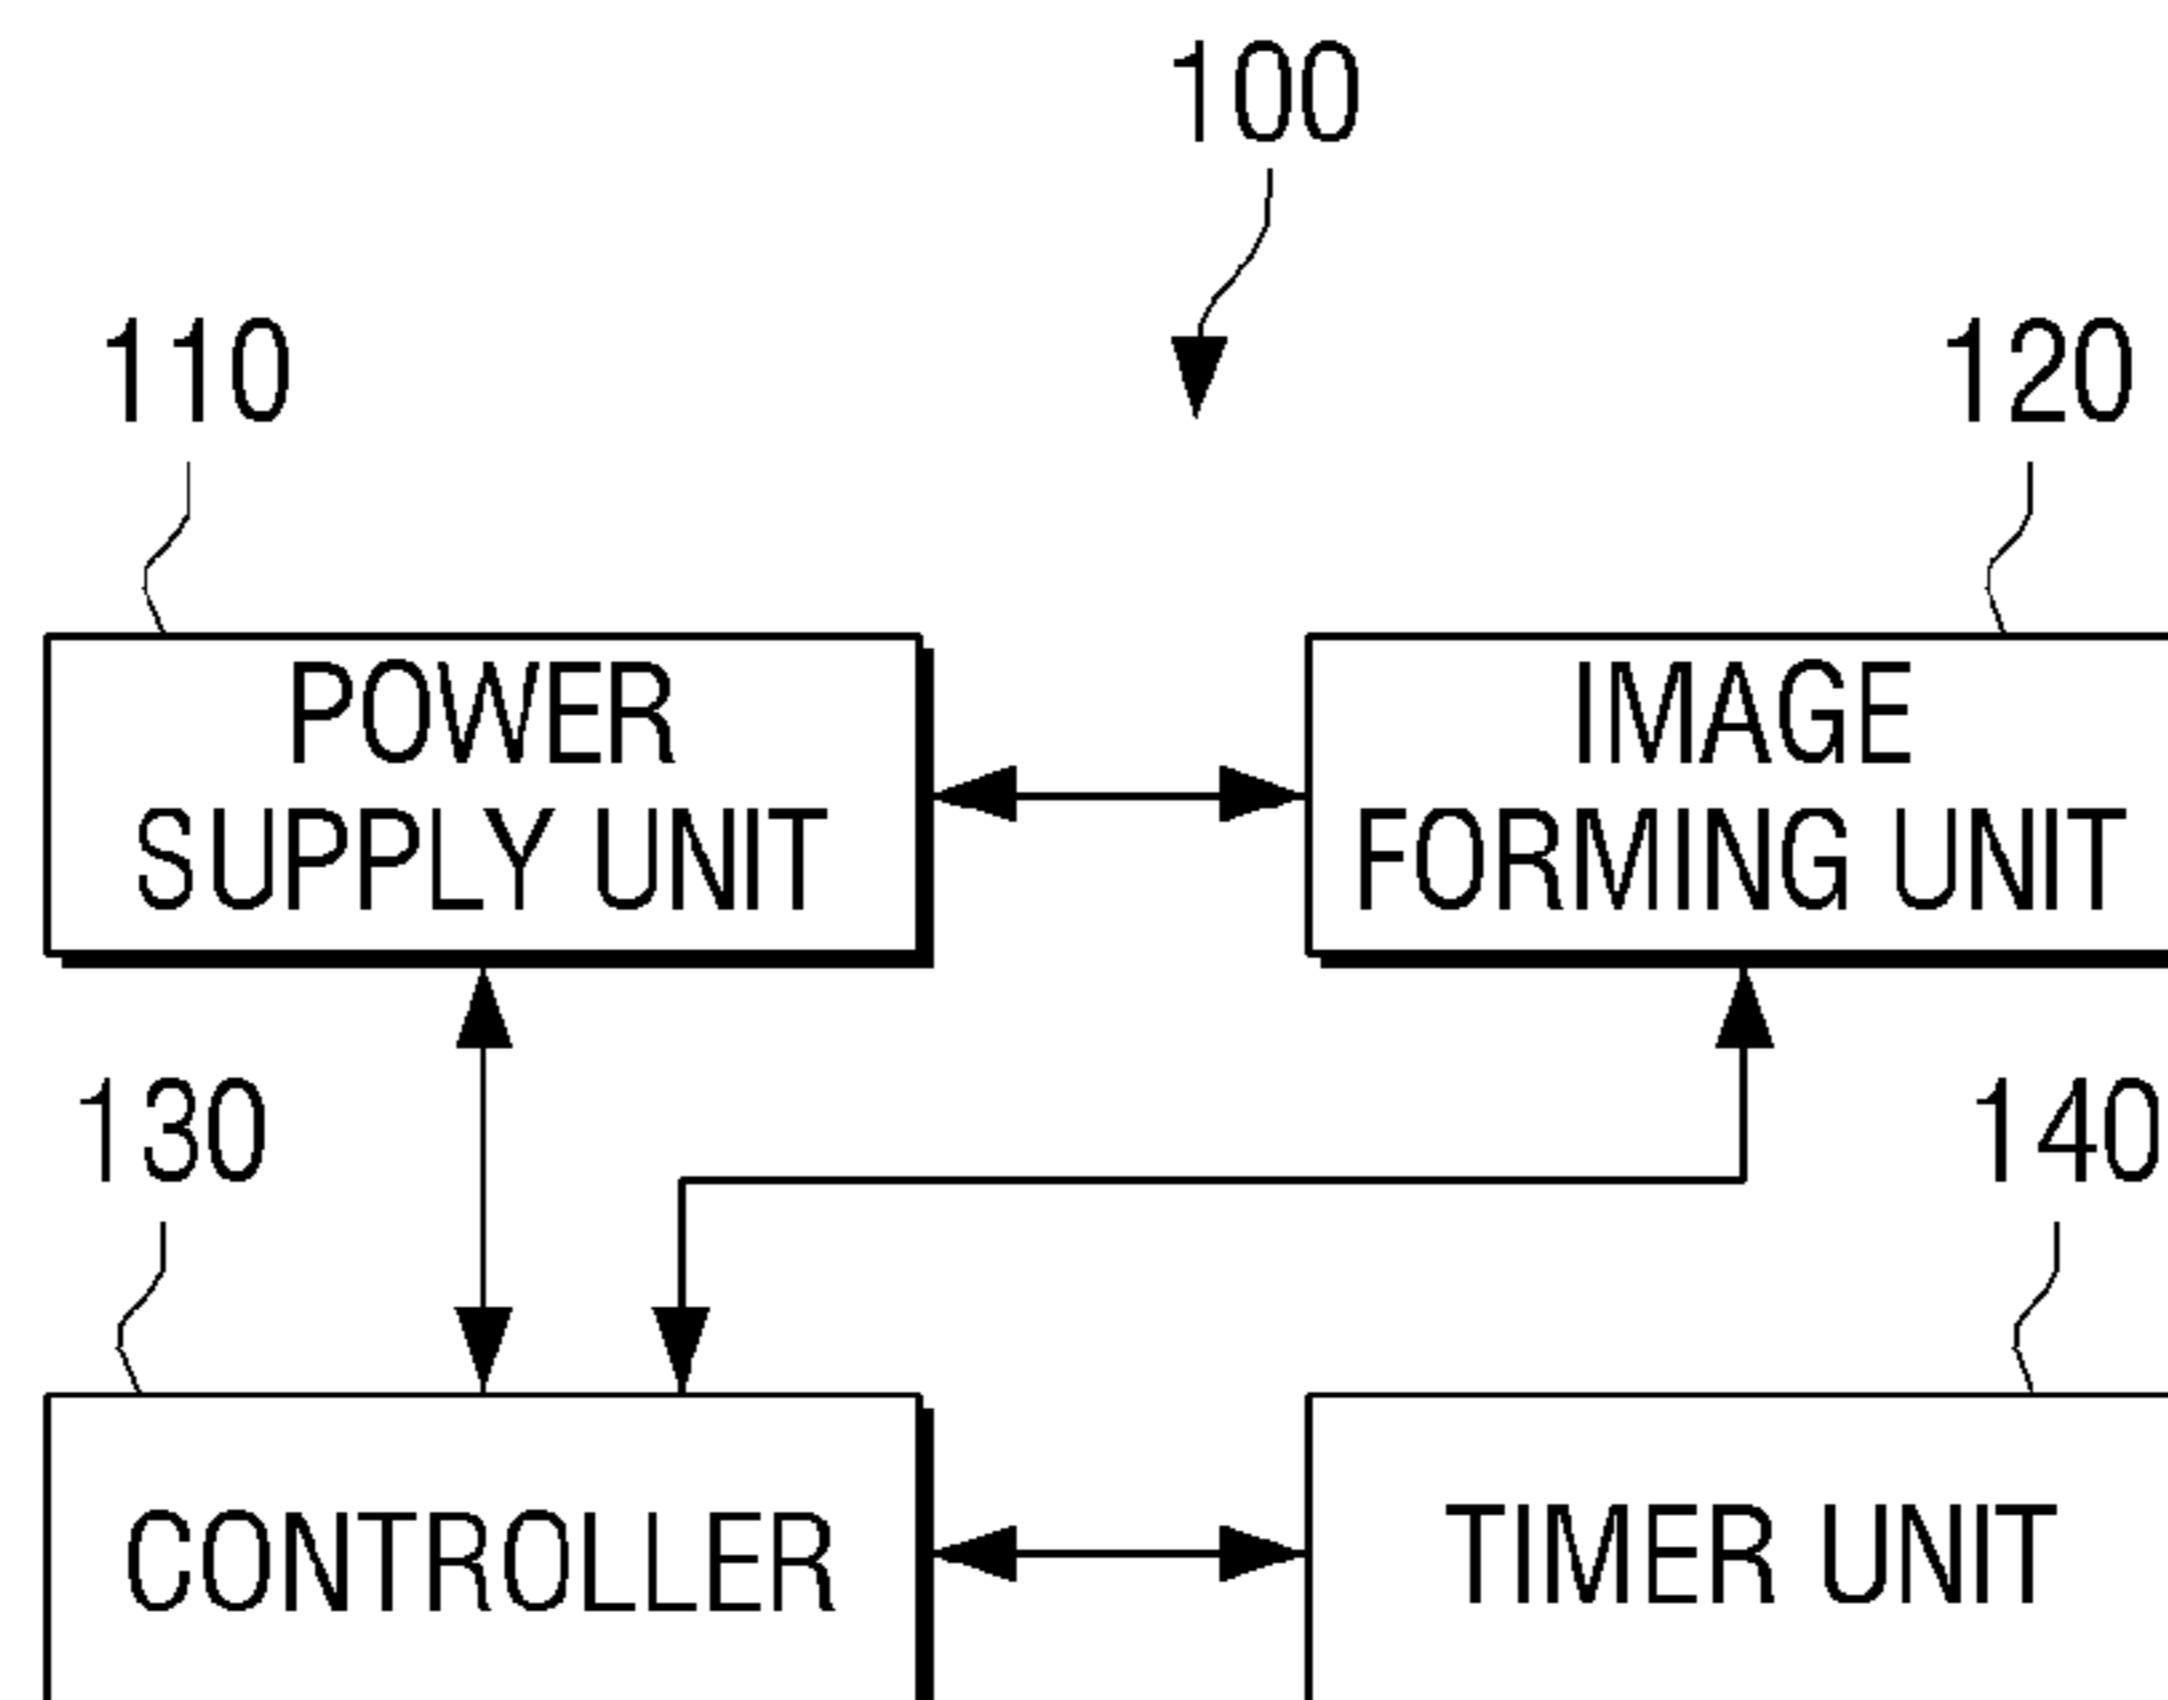 100
110
120
POWER
SUPPLY UNIT
IMAGE
FORMING UNIT
130
140
CONTROLLER
TIMER UNIT